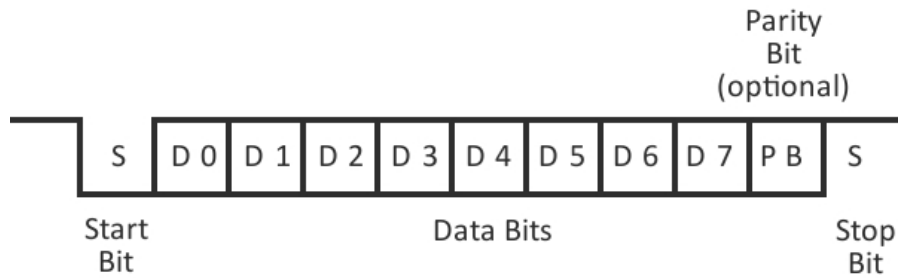 Parity
Bit
(optional)
S D 0 D 1 D 2 D 3 D 4 D 5 D 6 D 7 P B S
Start
Bit
Data Bits
Stop
Bit